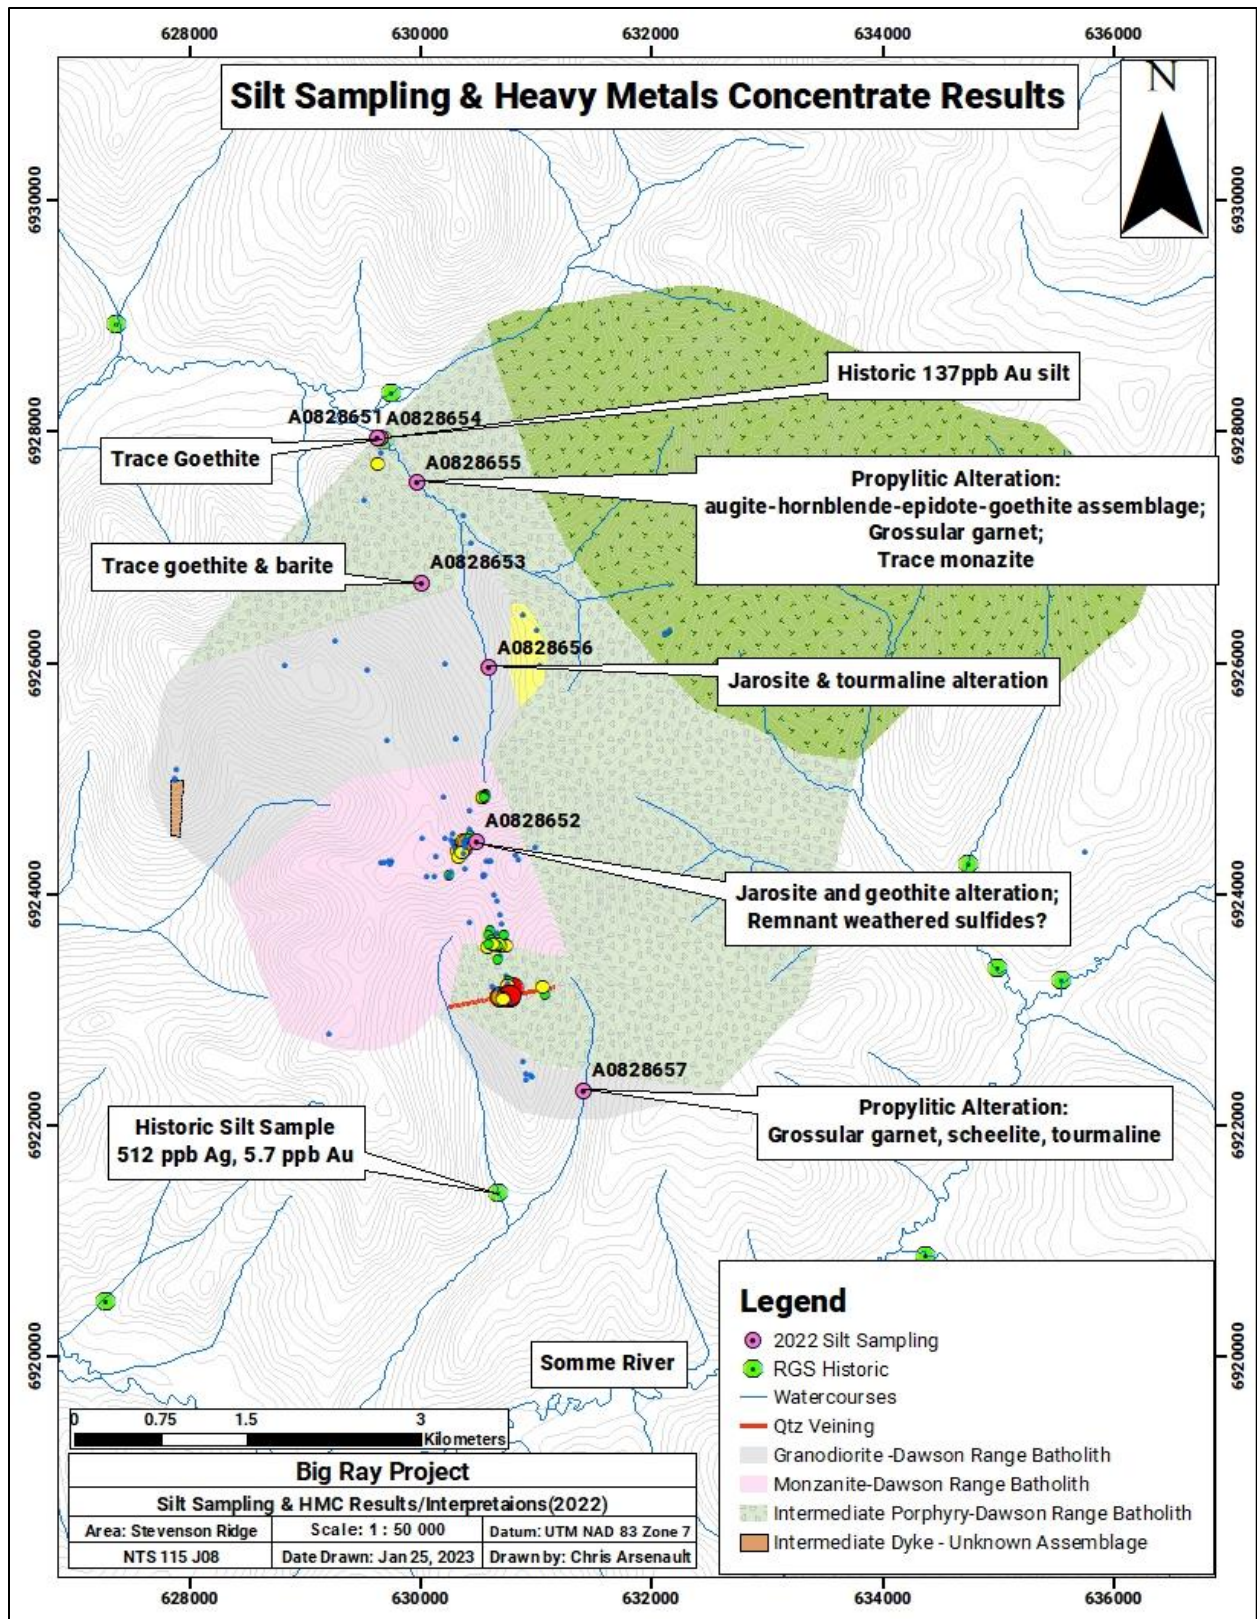 628000 630000 632000 634000 636000
Silt Sampling & Heavy Metals Concentrate Results
N
6930000 6930000
Historic 137ppb Au silt
A0828651 A0828654
6928000 6928000
Trace Goethite
A0828655
Propylitic Alteration:
augite-hornblende-epidote-goethite assemblage;
Grossular garnet;
Trace monazite
Trace goethite & barite
A0828653
A0828656
6926000 6926000
Jarosite & tourmaline alteration
A0828652
6924000 6924000
Jarosite and geothite alteration;
Remnant weathered sulfides?
A0828657
6922000 6922000
Propylitic Alteration:
Grossular garnet, scheelite, tourmaline
Historic Silt Sample
512 ppb Ag, 5.7 ppb Au
6920000 6920000
Somme River
Legend
2022 Silt Sampling
RGS Historic
Watercourses
Qtz Veining
Granodiorite -Dawson Range Batholith
Monzanite-Dawson Range Batholith
Intermediate Porphyry-Dawson Range Batholith
Intermediate Dyke - Unknown Assemblage
0 0.75 1.5 3
Kilometers
Big Ray Project
Silt Sampling & HMC Results/Interpretaions(2022)
Area: Stevenson Ridge Scale: 1 : 50 000 Datum: UTM NAD 83 Zone 7
NTS 115 J08 Date Drawn: Jan 25, 2023 Drawn by: Chris Arsenault
628000 630000 632000 634000 636000